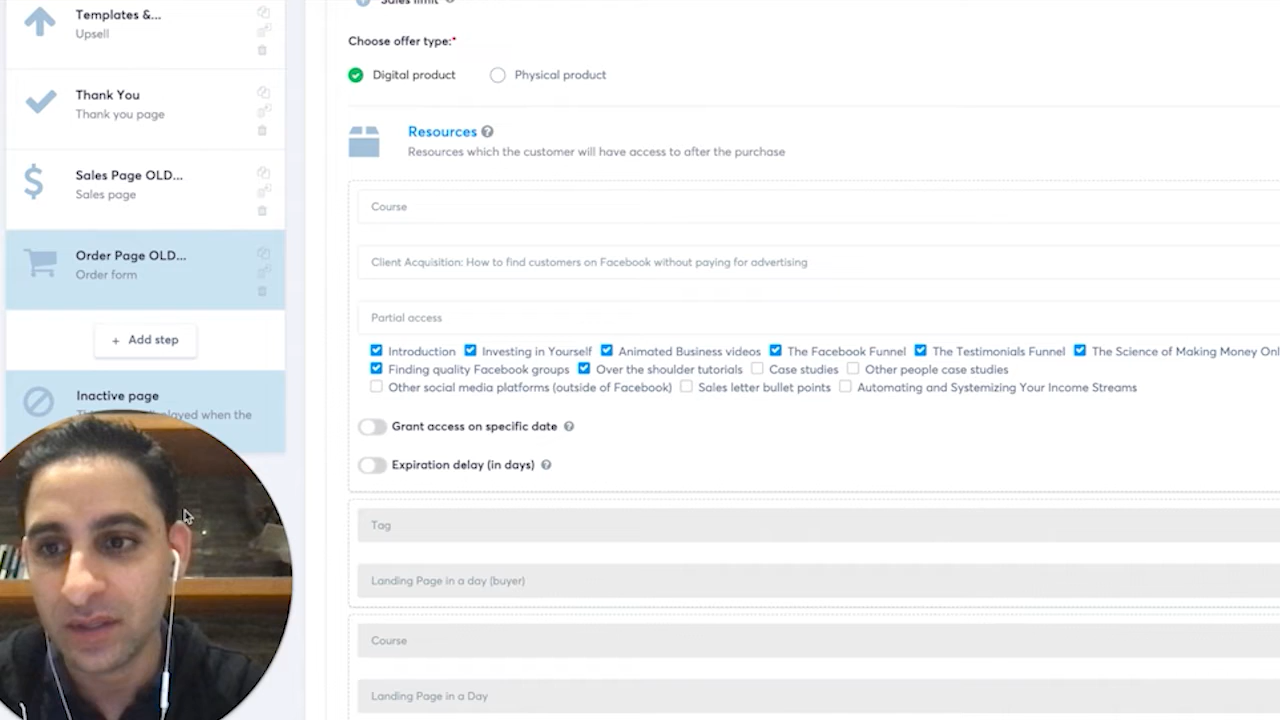 Templates &...
Upsell
Thank You
Thank you page
Sales Page OLD...
Sales page
Order Page OLD...
Order form
+ Add step
Inactive page
displayed when the
Sales limit
Choose offer type:*
Digital product
Physical product
Resources
Resources which the customer will have access to after the purchase
Course
Client Acquisition: How to find customers on Facebook without paying for advertising
Partial access
Introduction Investing in Yourself Animated Business videos The Facebook Funnel The Testimonials Funnel The Science of Making Money Onl
Finding quality Facebook groups Over the shoulder tutorials Case studies Other people case studies
Other social media platforms (outside of Facebook) Sales letter bullet points Automating and Systemizing Your Income Streams
Grant access on specific date
Expiration delay (in days)
Tag
Landing Page in a day (buyer)
Course
Landing Page in a Day